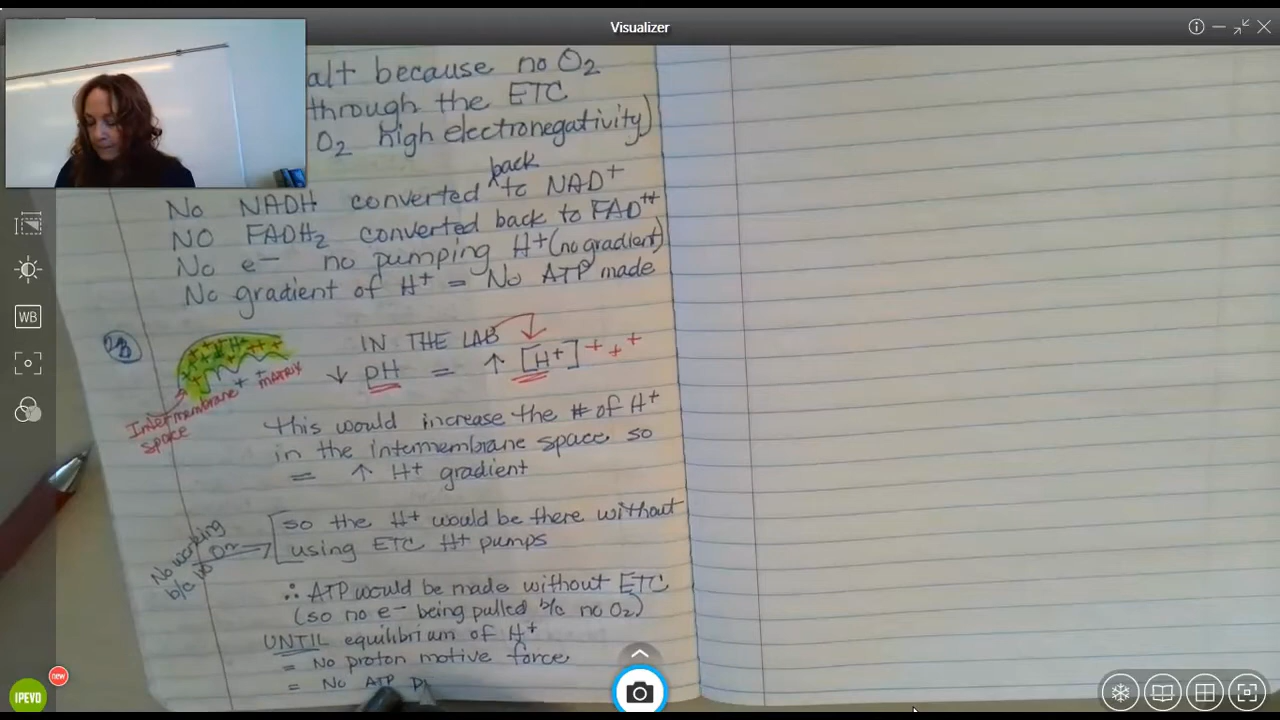 Visualizer
alt because no O2
through the ETC
O2 high electronegativity)
back
No NADH converted ^ to NAD+
NO FADH2 converted back to FAD++
No e- no pumping H+ (no gradient)
No gradient of H+ = No ATP made
2B
IN THE LAB
↓ pH = ↑ [H+] + + +
MATRIX
Intermembrane
space
this would increase the # of H+
in the intermembrane space so
= ↑ H+ gradient
No working
b/c no O2
so the H+ would be there without
using ETC H+ pumps
∴ ATP would be made without ETC
(so no e- being pulled b/c no O2)
UNTIL equilibrium of H+
= No proton motive force
= No ATP
WB
new
IPEVO